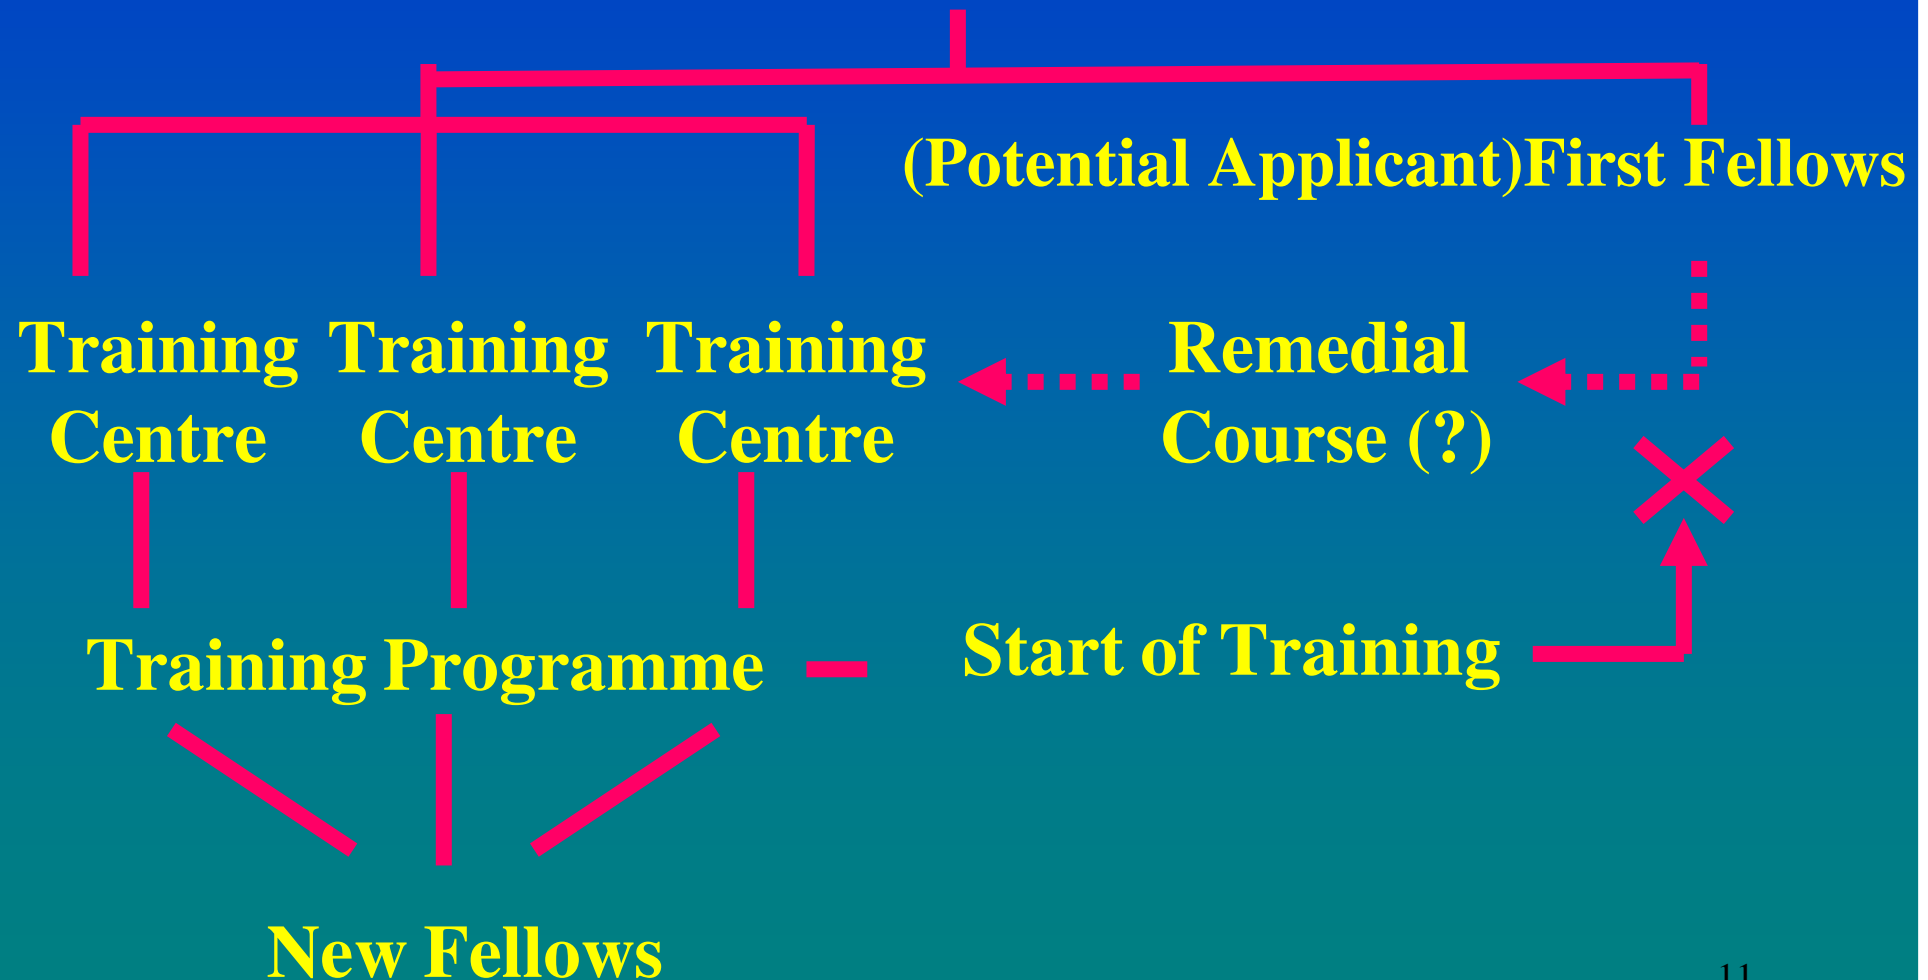 (Potential Applicant)First Fellows
Training Centre
Training Centre
Training Centre
Remedial
Course (?)
Training Programme
Start of Training
New Fellows
11